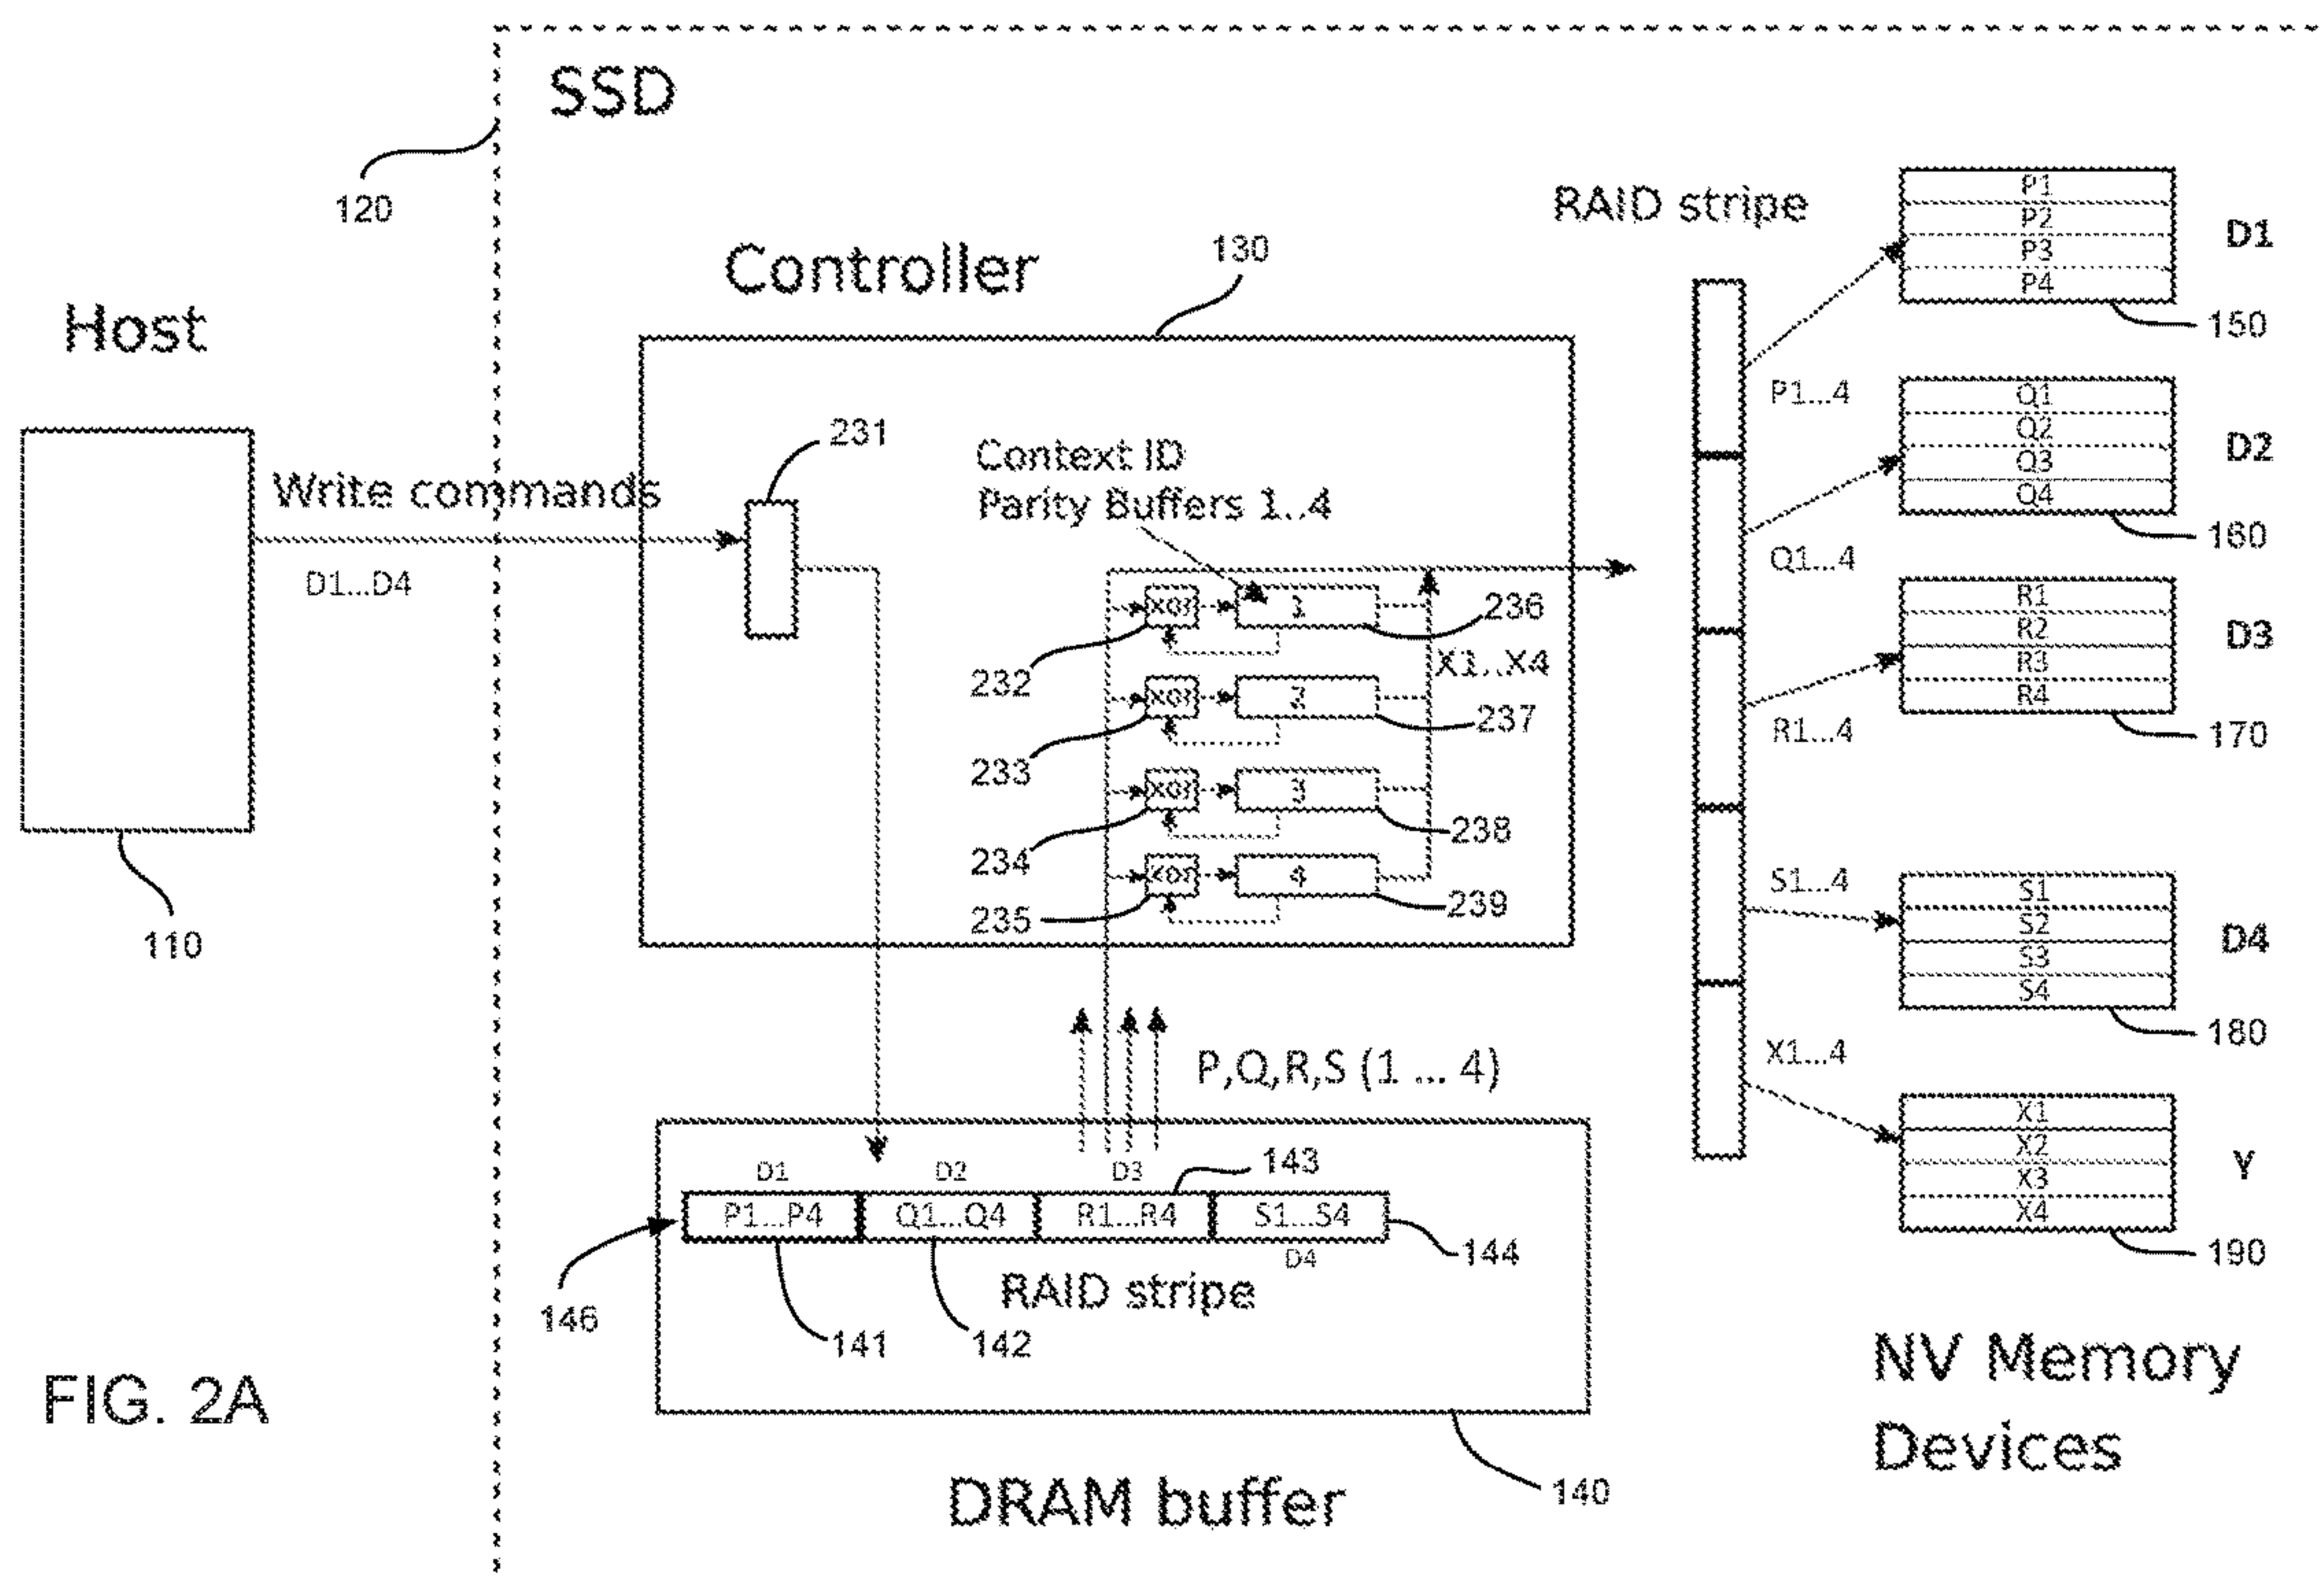 SSD
120
RAID stripe
P1
P2
P3
P4
D1
150
Controller
130
Host
231
Write commands
D1...D4
Context ID
Parity Buffers 1..4
P1...4
Q1
Q2
Q3
Q4
D2
160
Q1...4
xor
1
236
232
X1...X4
xor
2
237
233
xor
3
238
234
xor
4
239
235
R1
R2
R3
R4
D3
170
R1...4
110
S1...4
S1
S2
S3
S4
D4
180
X1...4
X1
X2
X3
X4
Y
190
P,Q,R,S (1 ... 4)
D1
D2
D3
143
P1...P4
Q1...Q4
R1...R4
S1...S4
D4
144
146
RAID stripe
141
142
NV Memory
Devices
FIG. 2A
DRAM buffer
140